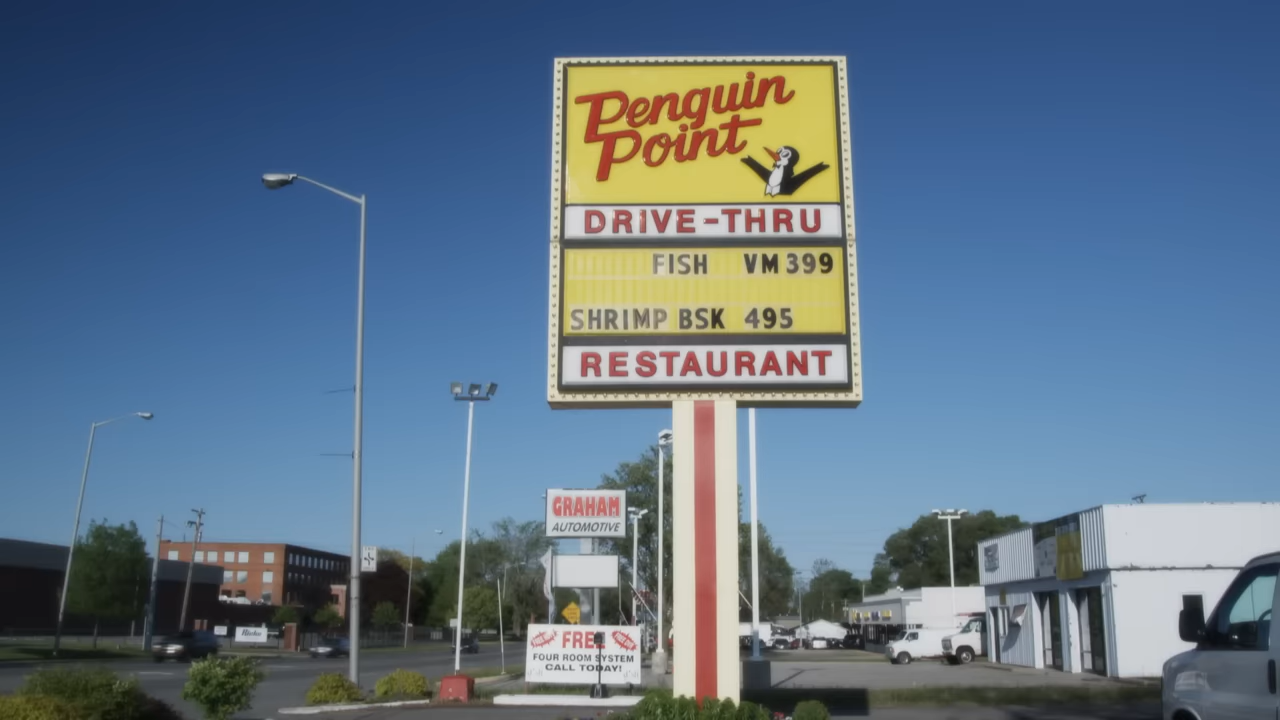 Penguin
Point
DRIVE-THRU
FISH VM 399
SHRIMP BSK 495
RESTAURANT
GRAHAM
AUTOMOTIVE
FREE
FOUR ROOM SYSTEM
CALL TODAY!